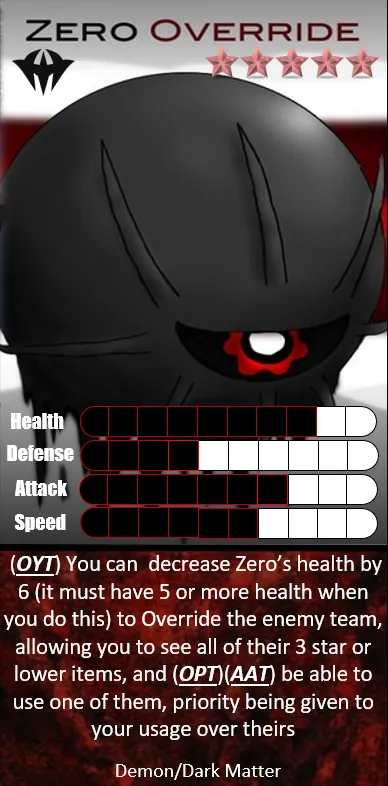 ZERO OVERRIDE
Health
Defense
Attack
Speed
(OYT) You can decrease Zero's health by
6 (it must have 5 or more health when
you do this) to Override the enemy team,
allowing you to see all of their 3 star or
lower items, and (OPT)(AAT) be able to
use one of them, priority being given to
your usage over theirs
Demon/Dark Matter